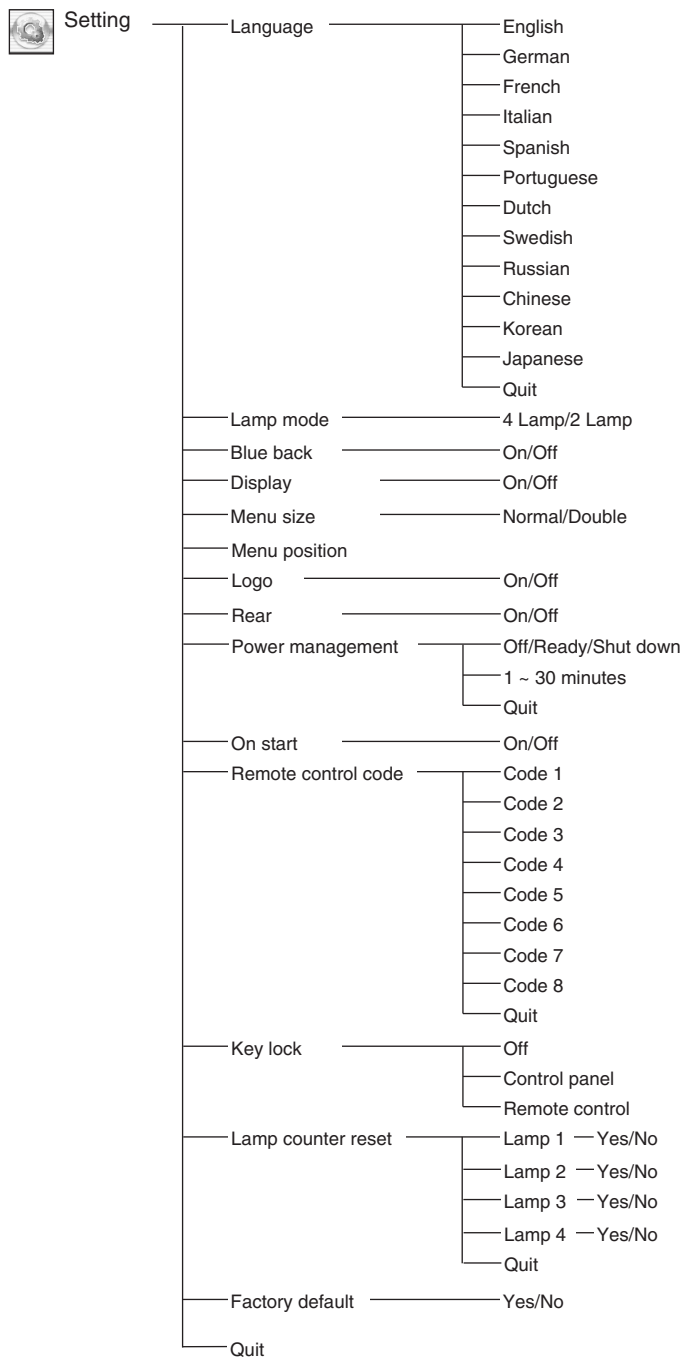 Setting Language English
German
French
Italian
Spanish
Portuguese
Dutch
Swedish
Russian
Chinese
Korean
Japanese
Quit
Lamp mode 4 Lamp/2 Lamp
Blue back On/Off
Display On/Off
Menu size Normal/Double
Menu position
Logo On/Off
Rear On/Off
Power management Off/Ready/Shut down
1 ~ 30 minutes
Quit
On start On/Off
Remote control code Code 1
Code 2
Code 3
Code 4
Code 5
Code 6
Code 7
Code 8
Quit
Key lock Off
Control panel
Remote control
Lamp counter reset Lamp 1 Yes/No
Lamp 2 Yes/No
Lamp 3 Yes/No
Lamp 4 Yes/No
Quit
Factory default Yes/No
Quit